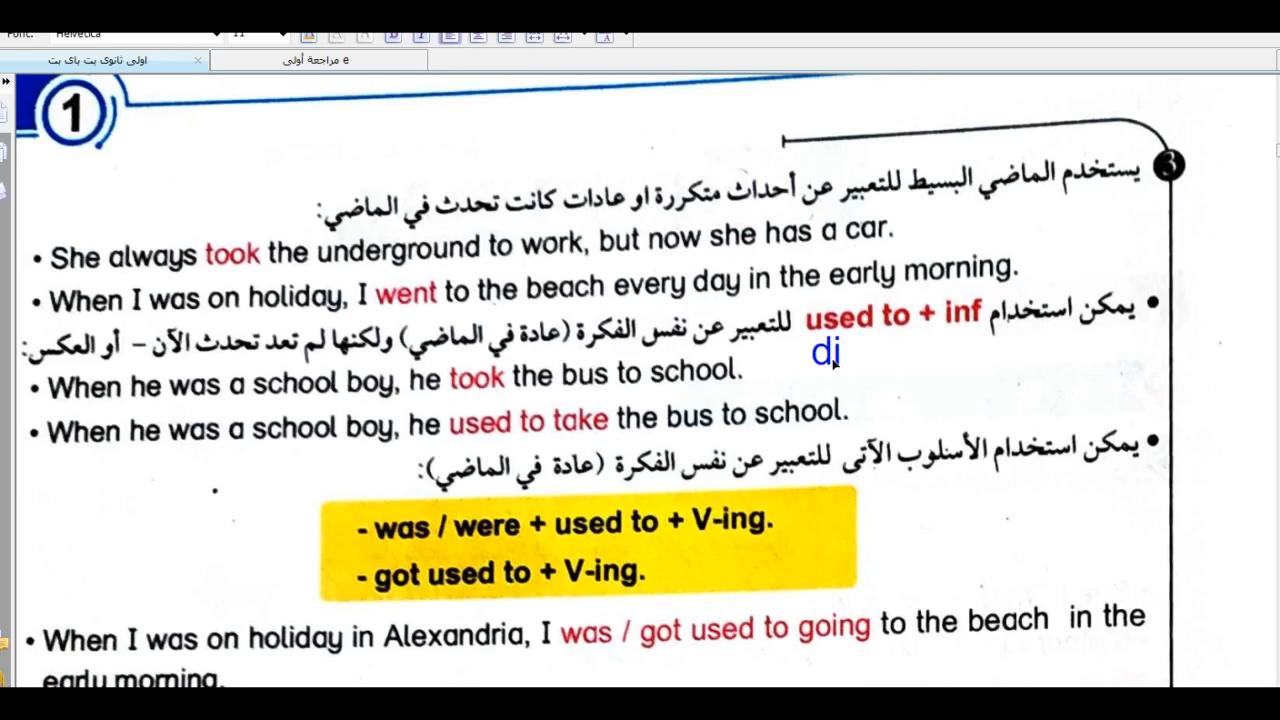 Font: Helvetica 11
اولى ثانوى بت باى بت
مراجعة أولى e
1
3 يستخدم الماضي البسيط للتعبير عن أحداث متكررة او عادات كانت تحدث في الماضي:
• She always took the underground to work, but now she has a car.
• When I was on holiday, I went to the beach every day in the early morning.
• يمكن استخدام used to + inf للتعبير عن نفس الفكرة (عادة في الماضي) ولكنها لم تعد تحدث الآن – أو العكس:
di
• When he was a school boy, he took the bus to school.
• When he was a school boy, he used to take the bus to school.
• يمكن استخدام الأسلوب الآتى للتعبير عن نفس الفكرة (عادة في الماضي):
- was / were + used to + V-ing.
- got used to + V-ing.
• When I was on holiday in Alexandria, I was / got used to going to the beach in the
early morning.